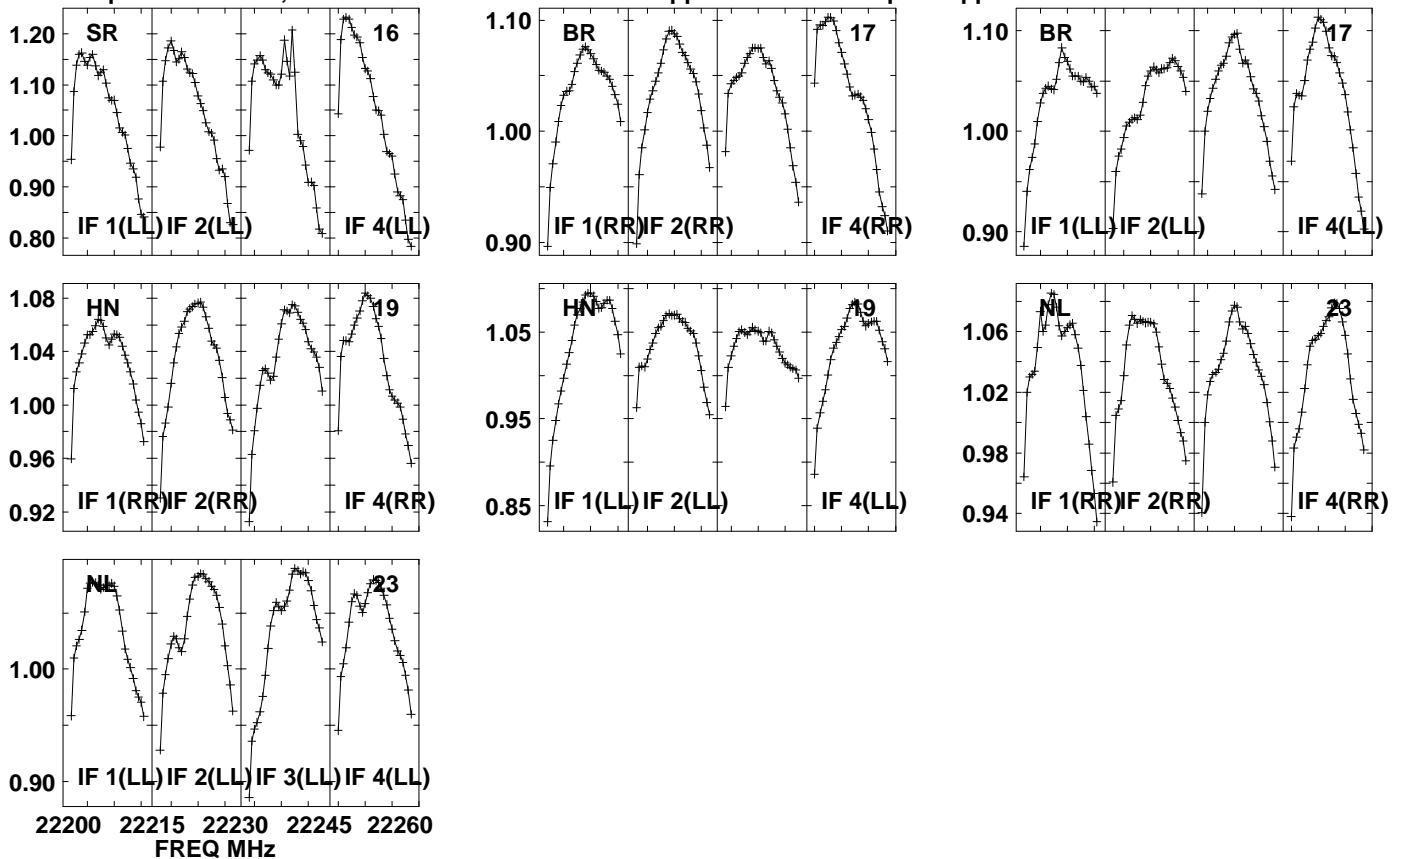 SR 16
1.20
1.10
1.00
0.90
0.80
IF 1(LL) IF 2(LL) IF 4(LL)
BR 17
1.10
1.00
0.90
IF 1(RR) IF 2(RR) IF 4(RR)
BR 17
1.10
1.00
0.90
IF 1(LL) IF 2(LL) IF 4(LL)
HN 19
1.08
1.04
1.00
0.96
0.92
IF 1(RR) IF 2(RR) IF 4(RR)
HN 19
1.05
0.95
0.85
IF 1(LL) IF 2(LL) IF 4(LL)
NL 23
1.06
1.02
0.98
0.94
IF 1(RR) IF 2(RR) IF 4(RR)
NL 23
1.00
0.90
IF 1(LL) IF 2(LL) IF 3(LL) IF 4(LL)
22200 22215 22230 22245 22260
FREQ MHz